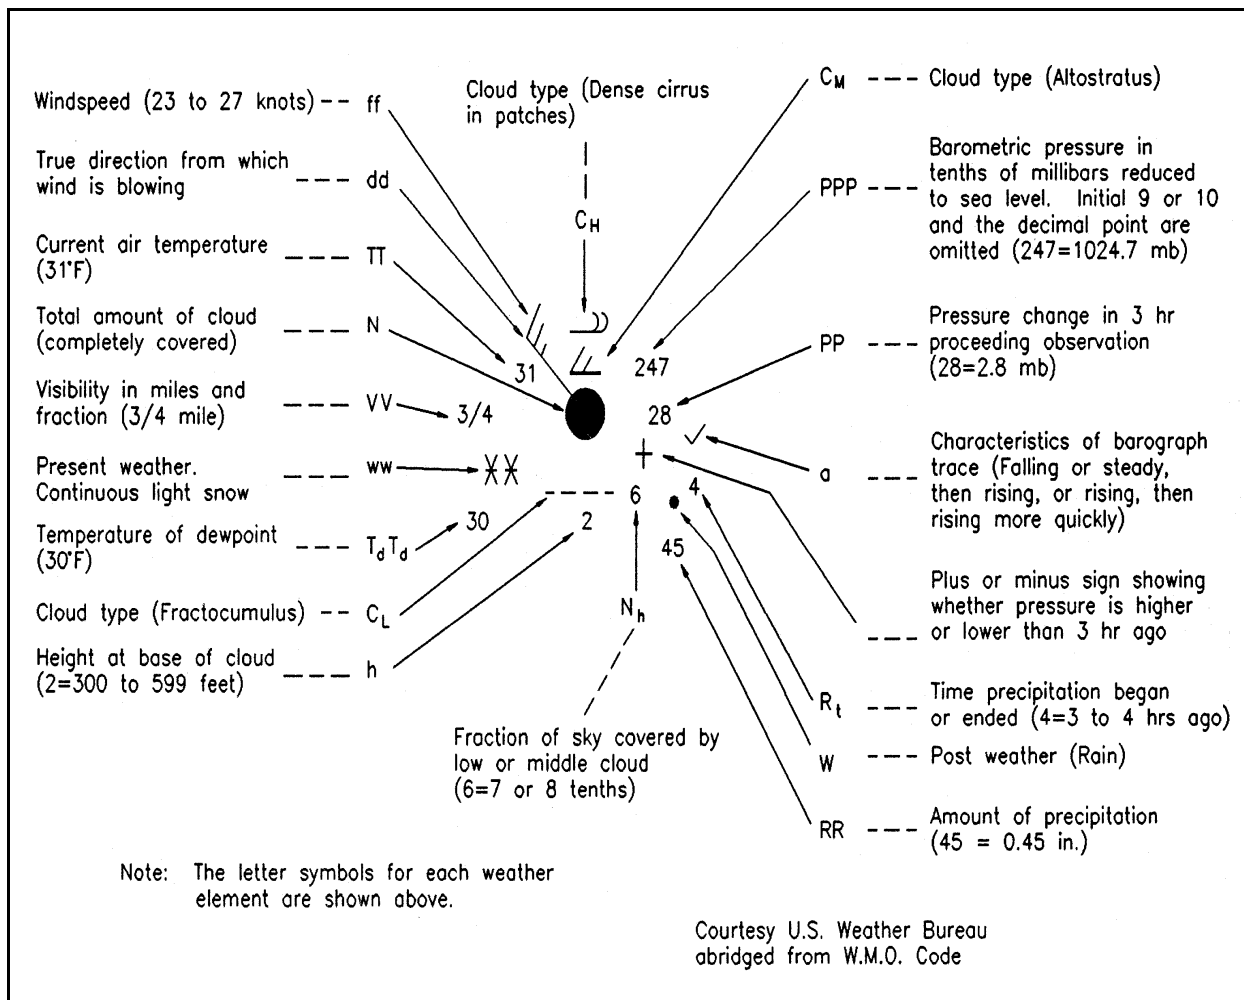 Windspeed (23 to 27 knots) -- ff
True direction from which
wind is blowing --- dd
Current air temperature
(31°F) --- TT
Total amount of cloud
(completely covered) --- N
Visibility in miles and
fraction (3/4 mile) --- VV
Present weather.
Continuous light snow
ww
Temperature of dewpoint
(30°F) --- TdTd
Cloud type (Fractocumulus) -- CL
Height at base of cloud
(2=300 to 599 feet) ---- h
Cloud type (Dense cirrus
in patches)
CH
31
247
3/4
28
6
4
30
2
45
Nh
Fraction of sky covered by
low or middle cloud
(6=7 or 8 tenths)
CM --- Cloud type (Altostratus)
PPP --- Barometric pressure in
tenths of millibars reduced
to sea level. Initial 9 or 10
and the decimal point are
omitted (247=1024.7 mb)
PP --- Pressure change in 3 hr
proceeding observation
(28=2.8 mb)
a --- Characteristics of barograph
trace (Falling or steady,
then rising, or rising, then
rising more quickly)
--- Plus or minus sign showing
whether pressure is higher
or lower than 3 hr ago
Rt --- Time precipitation began
or ended (4=3 to 4 hrs ago)
W --- Post weather (Rain)
RR --- Amount of precipitation
(45 = 0.45 in.)
Note: The letter symbols for each weather
element are shown above.
Courtesy U.S. Weather Bureau
abridged from W.M.O. Code